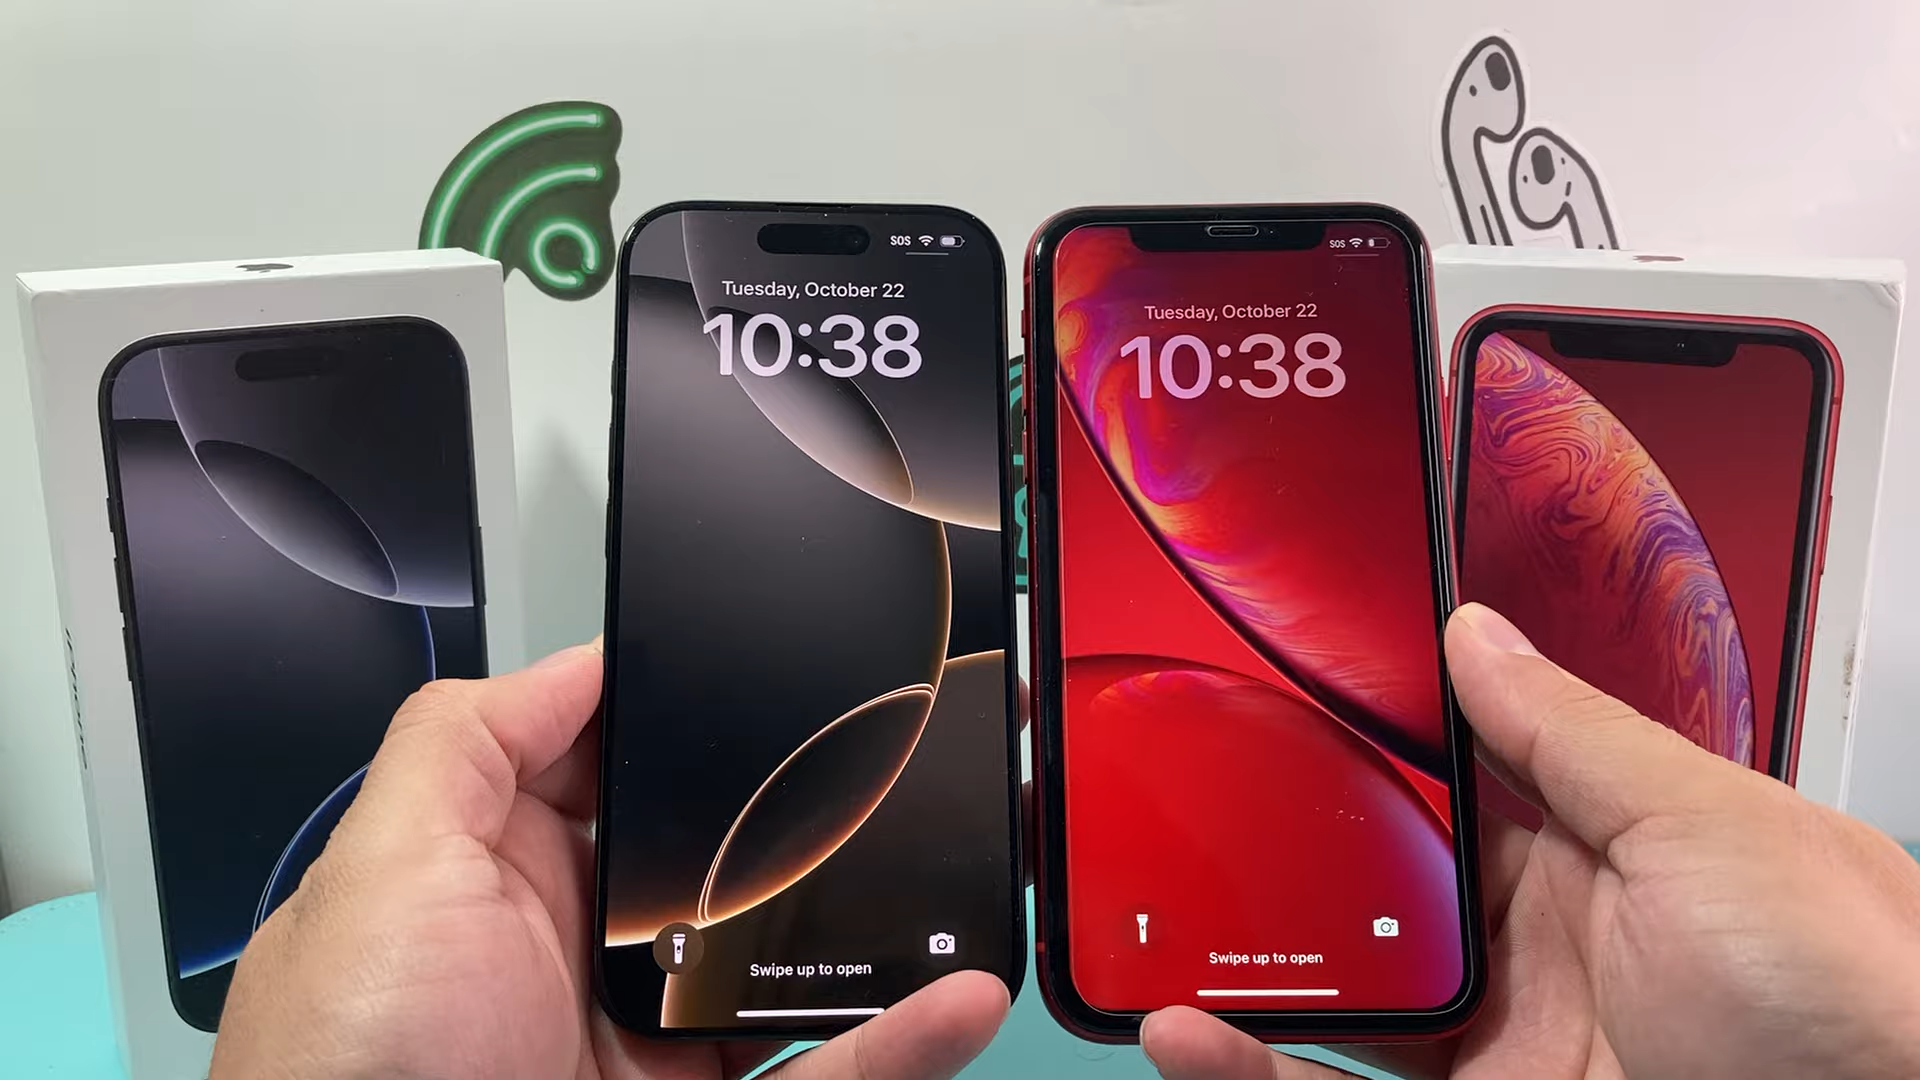 SOS
Tuesday, October 22
10:38
Swipe up to open
SOS
Tuesday, October 22
10:38
Swipe up to open